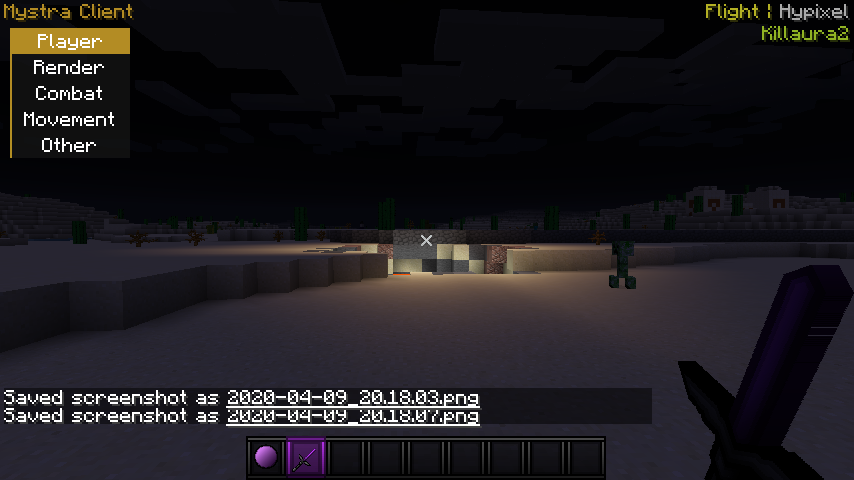 Mystra Client
Flight | Hypixel
Killaura2
Player
Render
Combat
Movement
Other
Saved screenshot as 2020-04-09_20.18.03.png
Saved screenshot as 2020-04-09_20.18.07.png